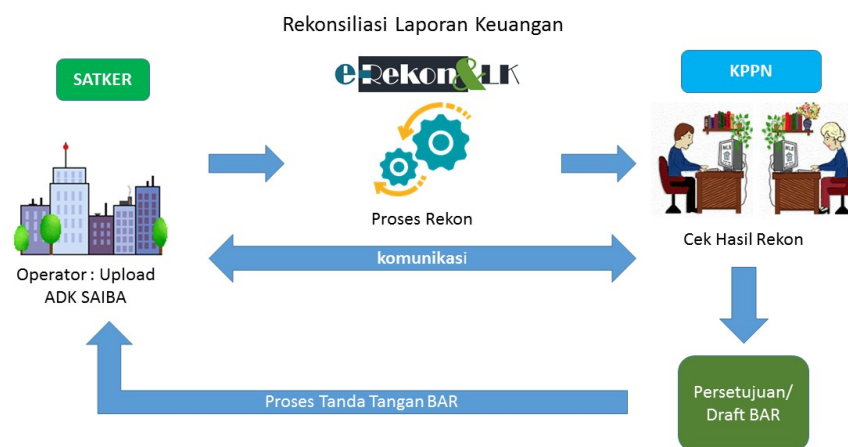 Rekonsiliasi Laporan Keuangan
SATKER
e-Rekon&LK
KPPN
Proses Rekon
Cek Hasil Rekon
Operator : Upload
ADK SAIBA
komunikasi
Proses Tanda Tangan BAR
Persetujuan/
Draft BAR